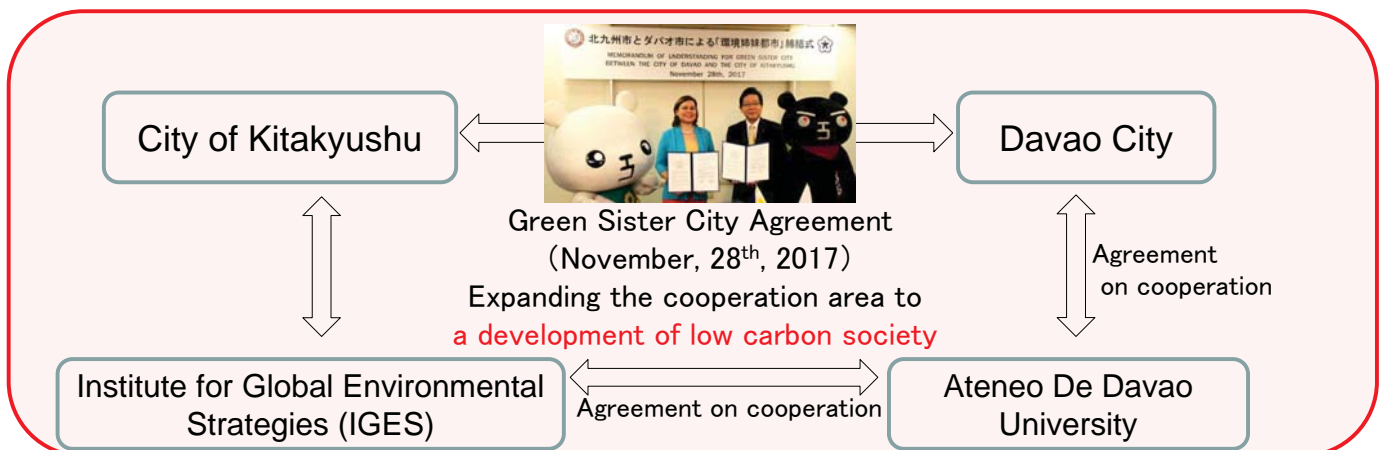 北九州市とダバオ市による「環境姉妹都市」締結式
MEMORANDUM OF UNDERSTANDING FOR GREEN SISTER CITY
BETWEEN THE CITY OF DAVAO AND THE CITY OF KITAKYUSHU
November 28th, 2017
City of Kitakyushu
Davao City
Green Sister City Agreement
(November, 28th, 2017)
Expanding the cooperation area to
a development of low carbon society
Agreement
on cooperation
Institute for Global Environmental
Strategies (IGES)
Agreement on cooperation
Ateneo De Davao
University